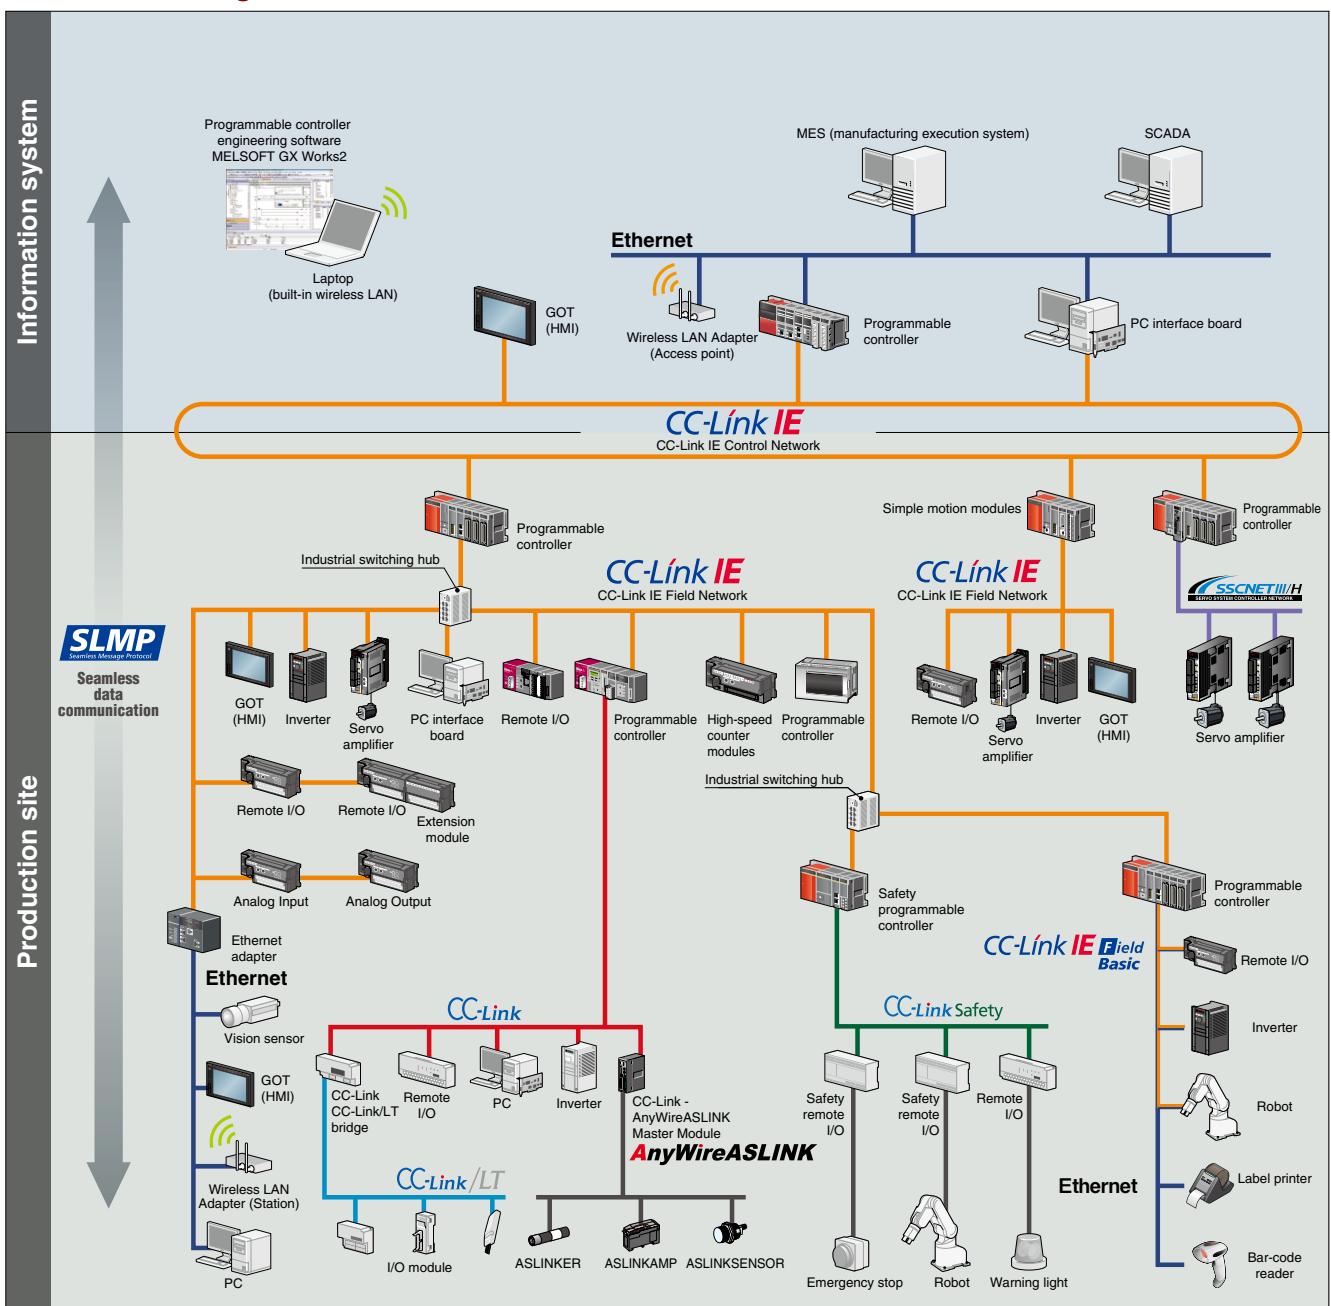 Information system
Programmable controller
engineering software
MELSOFT GX Works2
Laptop
(built-in wireless LAN)
MES (manufacturing execution system)
SCADA
Ethernet
GOT
(HMI)
Wireless LAN Adapter
(Access point)
Programmable
controller
PC interface board
CC-Link IE
CC-Link IE Control Network
Production site
SLMP
Seamless Message Protocol
Seamless
data
communication
Programmable
controller
Simple motion modules
Programmable
controller
Industrial switching hub
CC-Link IE
CC-Link IE Field Network
CC-Link IE
CC-Link IE Field Network
SSCNETIII/H
SERVO SYSTEM CONTROLLER NETWORK
GOT
(HMI)
Inverter
Servo
amplifier
PC interface
board
Remote I/O
Programmable
controller
High-speed
counter
modules
Programmable
controller
Remote I/O
Servo
amplifier
Inverter
GOT
(HMI)
Servo amplifier
Industrial switching hub
Remote I/O
Remote I/O
Extension
module
Analog Input
Analog Output
Safety
programmable
controller
Programmable
controller
Ethernet
adapter
Ethernet
CC-Link IE Field
Basic
Remote I/O
Vision sensor
CC-Link
CC-Link Safety
Inverter
GOT
(HMI)
CC-Link
CC-Link/LT
bridge
Remote
I/O
PC
Inverter
CC-Link -
AnyWireASLINK
Master Module
AnyWireASLINK
Safety
remote
I/O
Safety
remote
I/O
Remote
I/O
Robot
Wireless LAN
Adapter (Station)
CC-Link/LT
Ethernet
Label printer
PC
I/O module
ASLINKER
ASLINKAMP
ASLINKSENSOR
Emergency stop
Robot
Warning light
Bar-code
reader